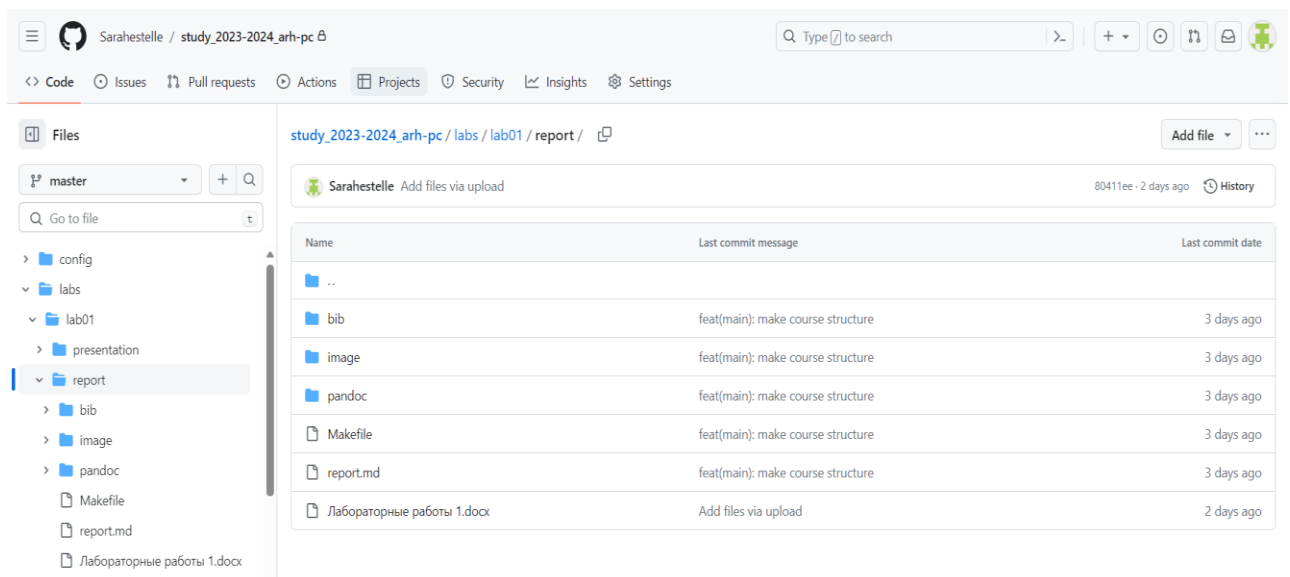 Sarahestelle / study_2023-2024_arh-pc
Type / to search
Code Issues Pull requests Actions Projects Security Insights Settings
Files
study_2023-2024_arh-pc / labs / lab01 / report /
Add file
master
Sarahestelle Add files via upload
80411ee · 2 days ago History
Go to file t
Name Last commit message Last commit date
config
labs
lab01
presentation
report
bib
image
pandoc
Makefile
report.md
Лабораторные работы 1.docx
..
bib feat(main): make course structure 3 days ago
image feat(main): make course structure 3 days ago
pandoc feat(main): make course structure 3 days ago
Makefile feat(main): make course structure 3 days ago
report.md feat(main): make course structure 3 days ago
Лабораторные работы 1.docx Add files via upload 2 days ago